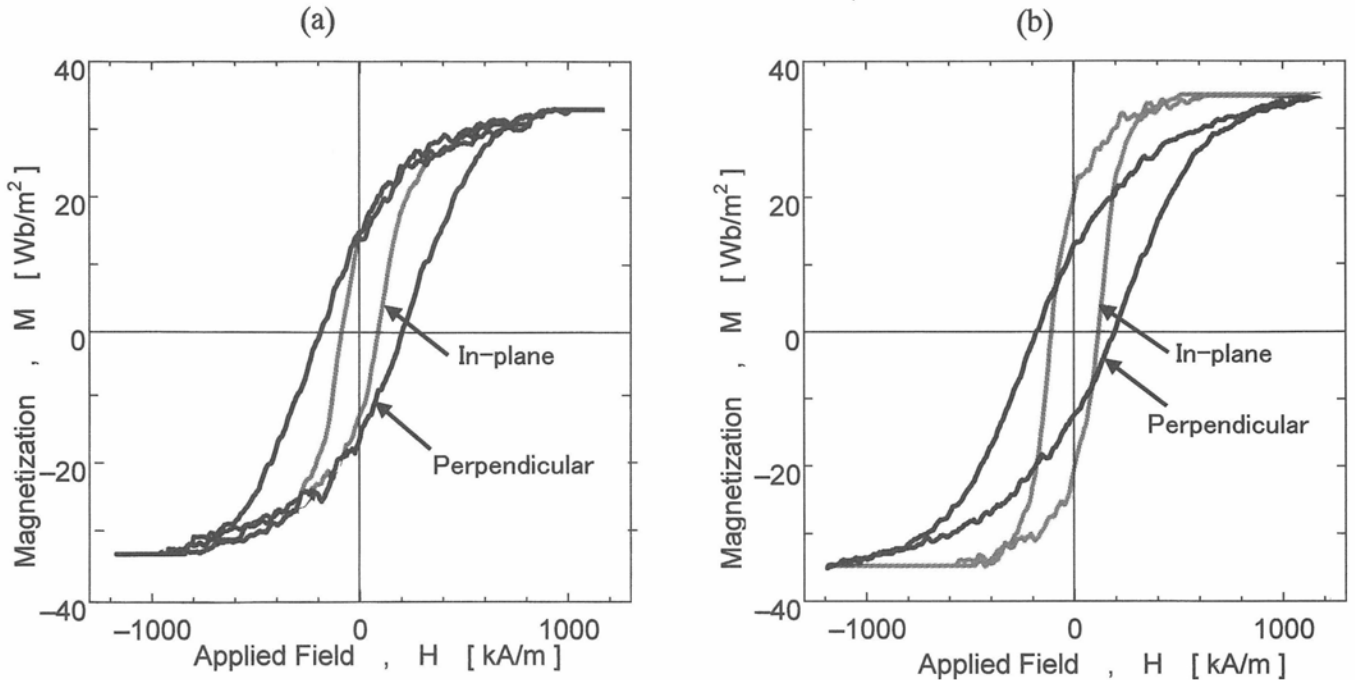 (a)
40
20
0
−20
−40
−1000
0
1000
Magnetization , M [ Wb/m²]
Applied Field , H [ kA/m ]
In-plane
Perpendicular
(b)
40
20
0
−20
−40
−1000
0
1000
Magnetization , M [ Wb/m²]
Applied Field , H [ kA/m ]
In-plane
Perpendicular